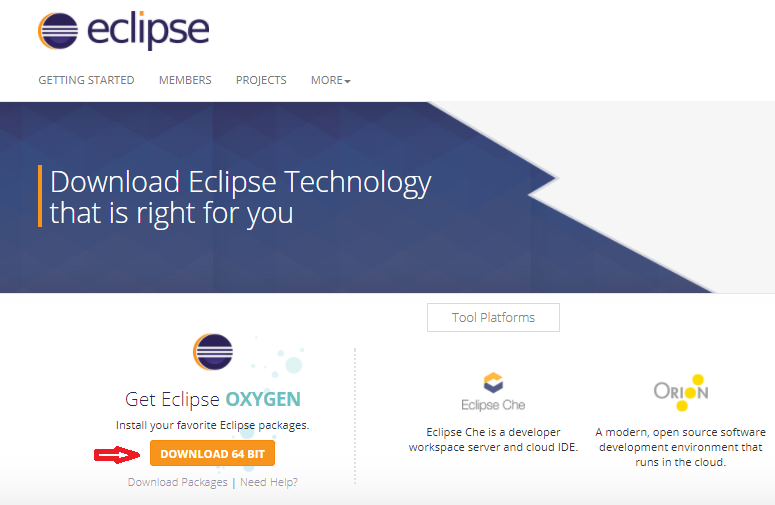 eclipse
GETTING STARTED MEMBERS PROJECTS MORE
Download Eclipse Technology
that is right for you
Tool Platforms
Get Eclipse OXYGEN
Install your favorite Eclipse packages.
DOWNLOAD 64 BIT
Download Packages | Need Help?
Eclipse Che
Eclipse Che is a developer
workspace server and cloud IDE.
ORION
A modern, open source software
development environment that
runs in the cloud.